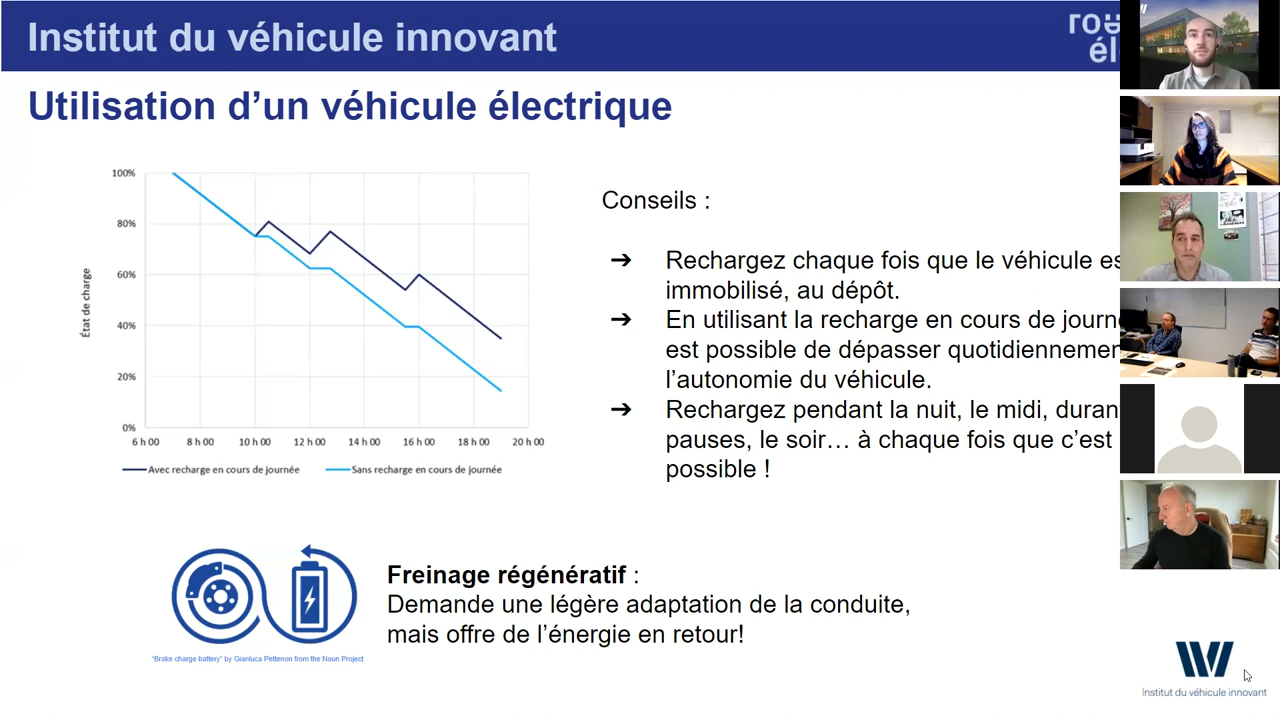 Institut du véhicule innovant
rou
él
Utilisation d'un véhicule électrique
100%
80%
60%
40%
20%
0%
État de charge
6 h 00
8 h 00
10 h 00
12 h 00
14 h 00
16 h 00
18 h 00
20 h 00
Avec recharge en cours de journée
Sans recharge en cours de journée
Conseils :
➔ Rechargez chaque fois que le véhicule es
immobilisé, au dépôt.
➔ En utilisant la recharge en cours de journ
est possible de dépasser quotidiennemen
l'autonomie du véhicule.
➔ Rechargez pendant la nuit, le midi, duran
pauses, le soir… à chaque fois que c'est
possible !
Freinage régénératif :
Demande une légère adaptation de la conduite,
mais offre de l'énergie en retour!
"Brake charge battery" by Gianluca Pettenon from the Noun Project
Institut du véhicule innovant